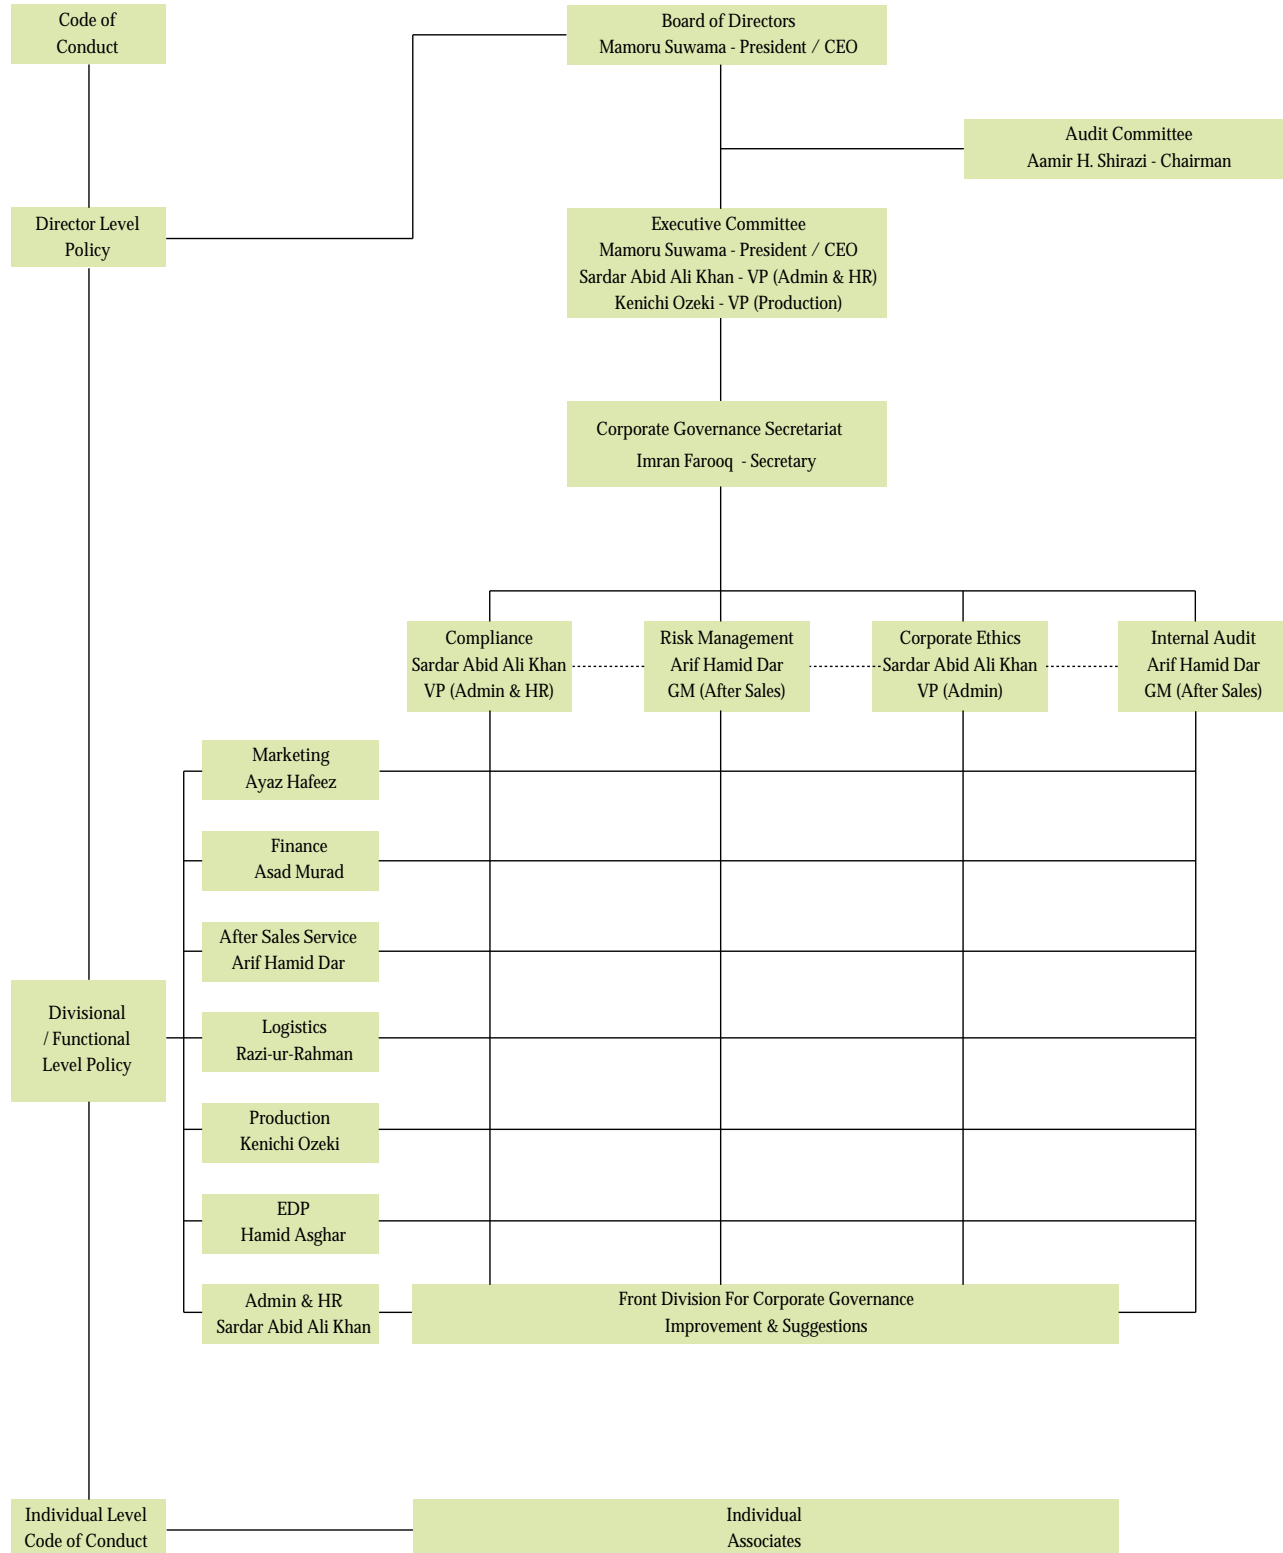 Code of
Conduct
Board of Directors
Mamoru Suwama - President / CEO
Audit Committee
Aamir H. Shirazi - Chairman
Director Level
Policy
Executive Committee
Mamoru Suwama - President / CEO
Sardar Abid Ali Khan - VP (Admin & HR)
Kenichi Ozeki - VP (Production)
Corporate Governance Secretariat
Imran Farooq - Secretary
Compliance
Sardar Abid Ali Khan
VP (Admin & HR)
Risk Management
Arif Hamid Dar
GM (After Sales)
Corporate Ethics
Sardar Abid Ali Khan
VP (Admin)
Internal Audit
Arif Hamid Dar
GM (After Sales)
Marketing
Ayaz Hafeez
Finance
Asad Murad
After Sales Service
Arif Hamid Dar
Divisional
/ Functional
Level Policy
Logistics
Razi-ur-Rahman
Production
Kenichi Ozeki
EDP
Hamid Asghar
Admin & HR
Sardar Abid Ali Khan
Front Division For Corporate Governance
Improvement & Suggestions
Individual Level
Code of Conduct
Individual
Associates